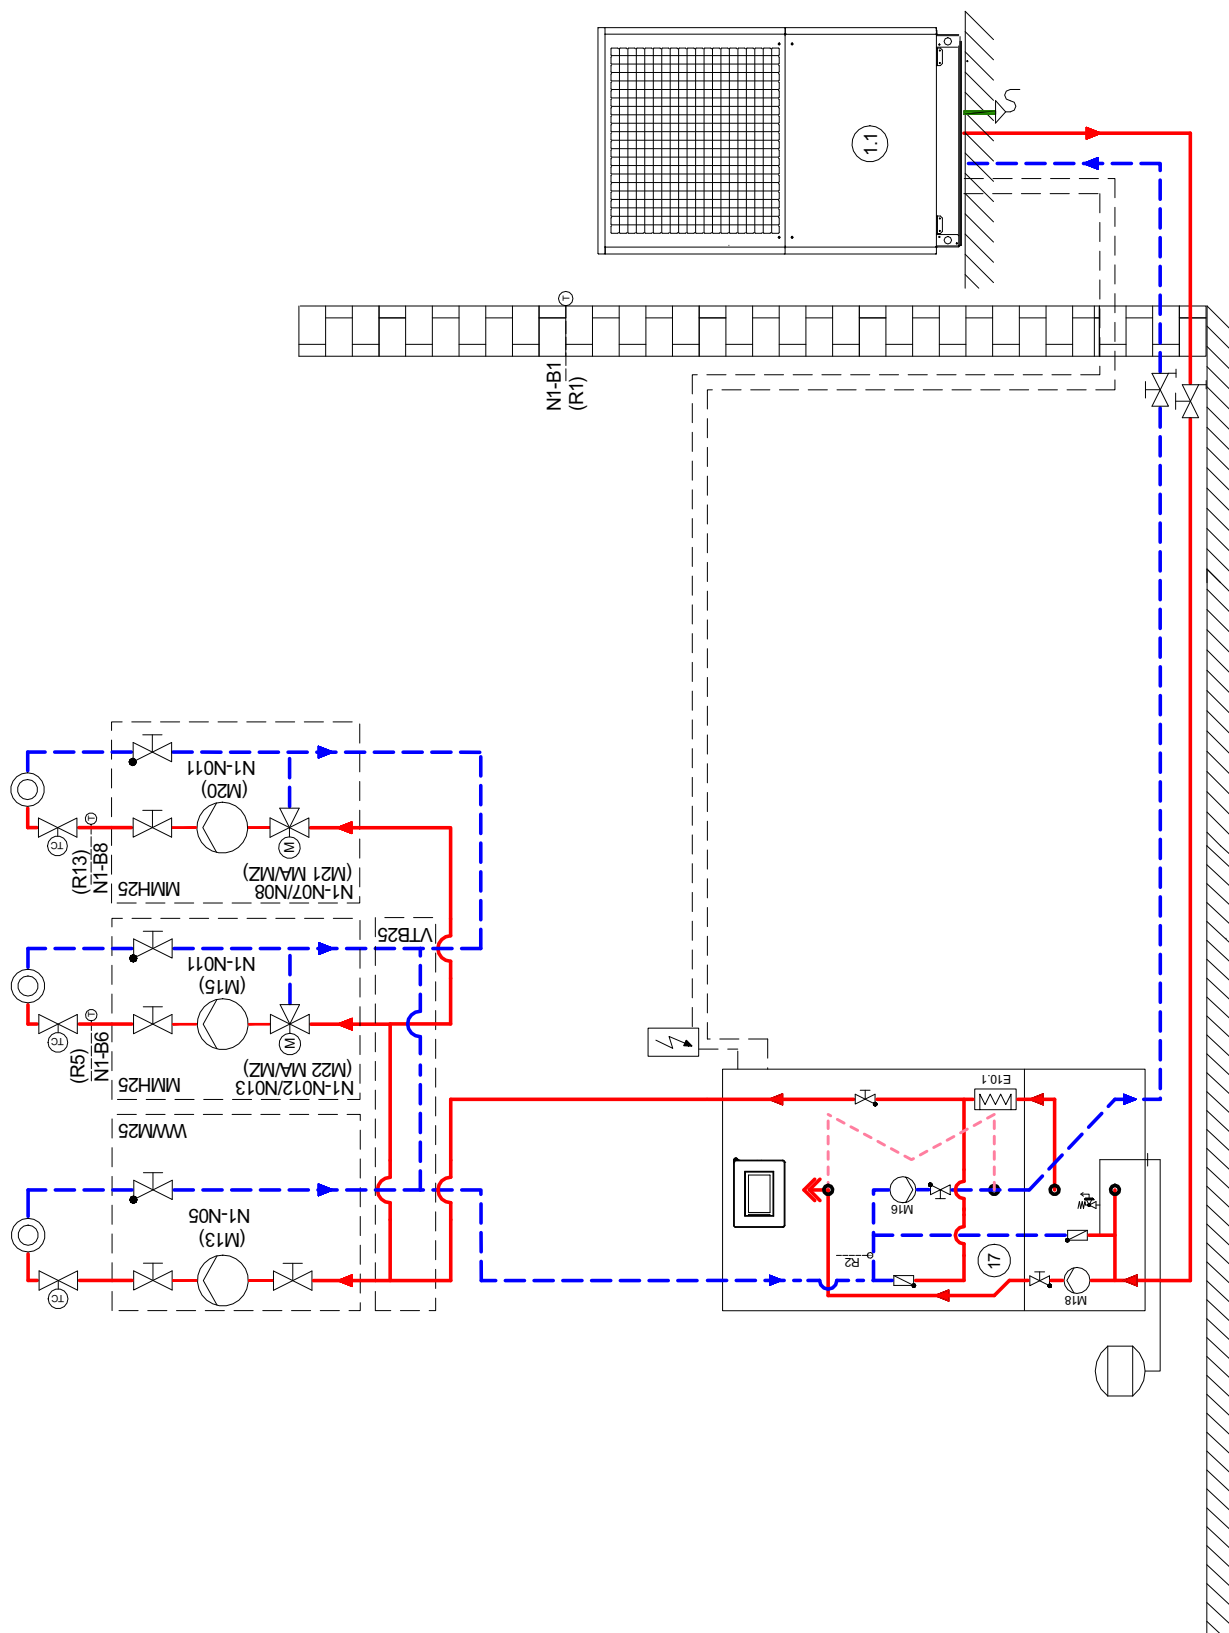 1.1
T
N1-B1
(R1)
N1-N011
(M20)
T
TC
(R13)
N1-B8
M
MMH25
N1-N07/N08
(M21 MA/MZ)
VTB25
N1-N011
(M15)
T
TC
(R5)
N1-B6
M
MMH25
N1-N012/N013
(M22 MA/MZ)
WWM25
N1-N05
(M13)
TC
E10.1
M16
R2
17
M18